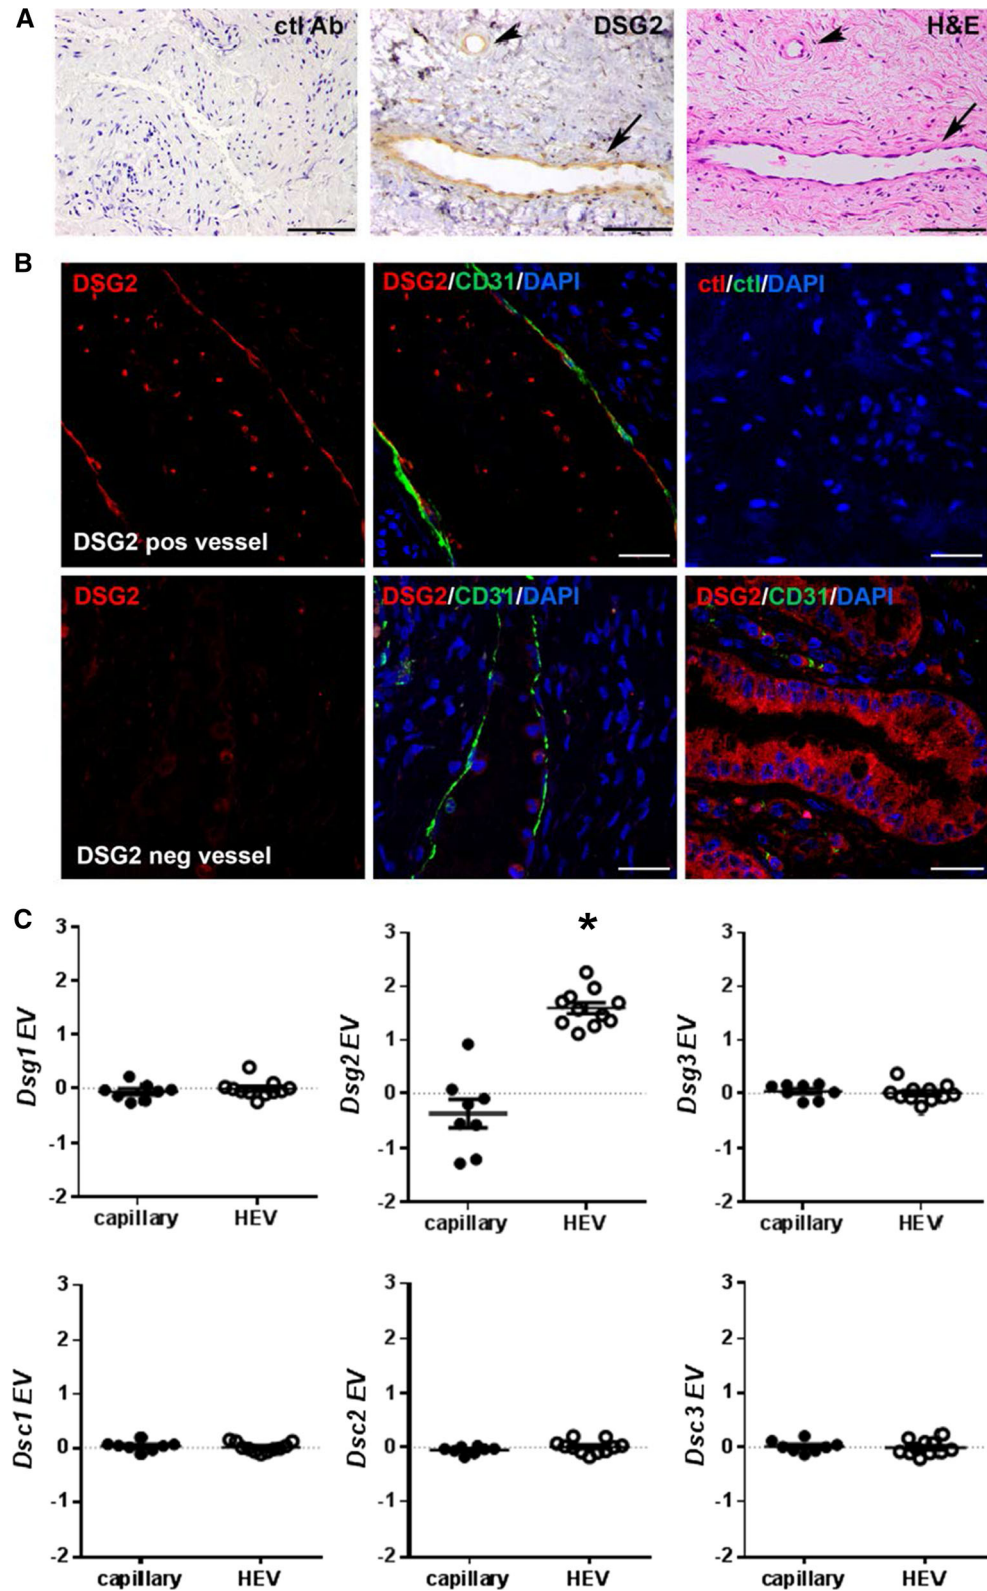 A
ctl Ab
DSG2
H&E
B
DSG2
DSG2/CD31/DAPI
ctl/ctl/DAPI
DSG2 pos vessel
DSG2
DSG2/CD31/DAPI
DSG2/CD31/DAPI
DSG2 neg vessel
C
*
3
2
1
0
-1
-2
Dsg1 EV
capillary
HEV
3
2
1
0
-1
-2
Dsg2 EV
capillary
HEV
3
2
1
0
-1
-2
Dsg3 EV
capillary
HEV
3
2
1
0
-1
-2
Dsc1 EV
capillary
HEV
3
2
1
0
-1
-2
Dsc2 EV
capillary
HEV
3
2
1
0
-1
-2
Dsc3 EV
capillary
HEV